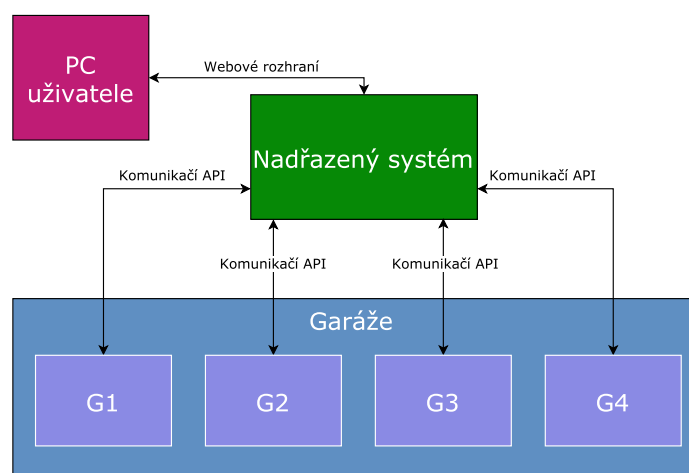 PC
uživatele
Webové rozhraní
Nadřazený systém
Komunikačí API
Komunikačí API
Komunikačí API
Komunikačí API
Garáže
G1
G2
G3
G4